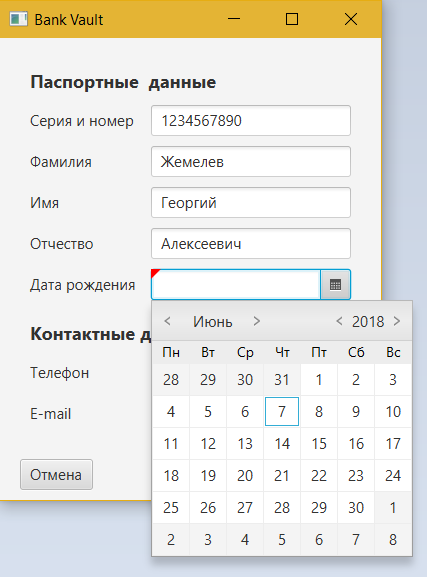 Bank Vault
Паспортные данные
Серия и номер 1234567890
Фамилия Жемелев
Имя Георгий
Отчество Алексеевич
Дата рождения
Июнь 2018
Контактные д
Пн Вт Ср Чт Пт Сб Вс
Телефон
28 29 30 31 1 2 3
E-mail
4 5 6 7 8 9 10
11 12 13 14 15 16 17
Отмена
18 19 20 21 22 23 24
25 26 27 28 29 30 1
2 3 4 5 6 7 8